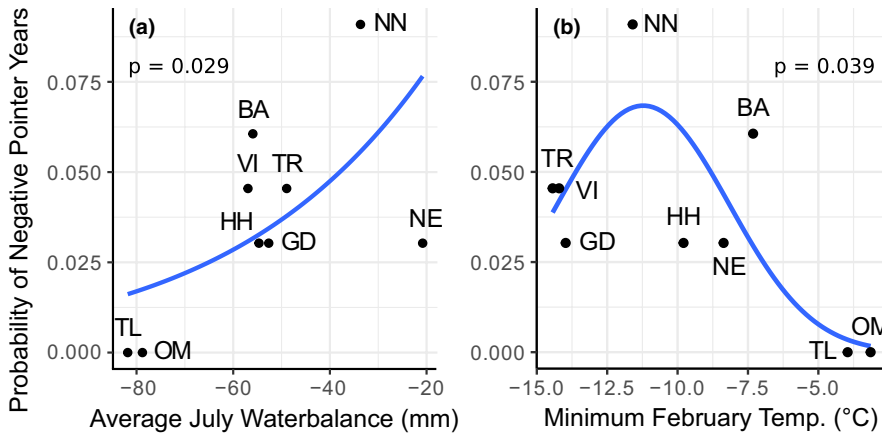 Probability of Negative Pointer Years
(a)
p = 0.029
NN
BA
VI TR
HH GD
NE
TL
OM
0.075
0.050
0.025
0.000
−80 −60 −40 −20
Average July Waterbalance (mm)
(b)
p = 0.039
NN
BA
TR
VI
HH
GD
NE
OM
TL
0.075
0.050
0.025
0.000
−15.0 −12.5 −10.0 −7.5 −5.0
Minimum February Temp. (°C)